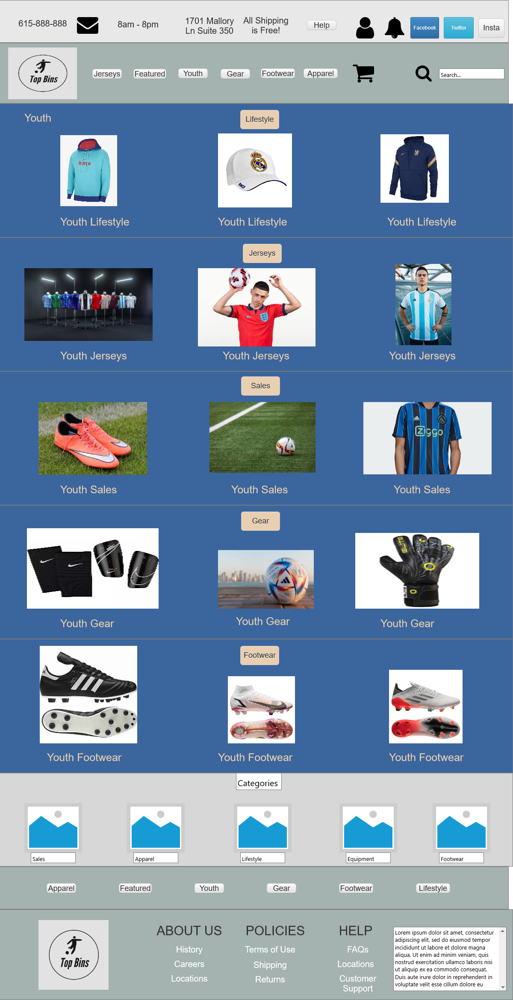 615-888-888
8am - 8pm
1701 Mallory
Ln Suite 350
All Shipping
is Free!
Help
Facebook
Twitter
Insta
Top Bins
Jerseys
Featured
Youth
Gear
Footwear
Apparel
Search...
Youth
Lifestyle
barça
RMCF
Youth Lifestyle
Youth Lifestyle
Youth Lifestyle
Jerseys
Youth Jerseys
Youth Jerseys
Youth Jerseys
Sales
Ziggo
Youth Sales
Youth Sales
Youth Sales
Gear
ELITE
Youth Gear
Youth Gear
Youth Gear
Footwear
Youth Footwear
Youth Footwear
Youth Footwear
Categories
Sales
Apparel
Lifestyle
Equipment
Footwear
Apparel
Featured
Youth
Gear
Footwear
Lifestyle
Top Bins
ABOUT US
History
Careers
Locations
POLICIES
Terms of Use
Shipping
Returns
HELP
FAQs
Locations
Customer
Support
Lorem ipsum dolor sit amet, consectetur
adipiscing elit, sed do eiusmod tempor
incididunt ut labore et dolore magna
aliqua. Ut enim ad minim veniam, quis
nostrud exercitation ullamco laboris nisi
ut aliquip ex ea commodo consequat.
Duis aute irure dolor in reprehenderit in
voluptate velit esse cillum dolore eu